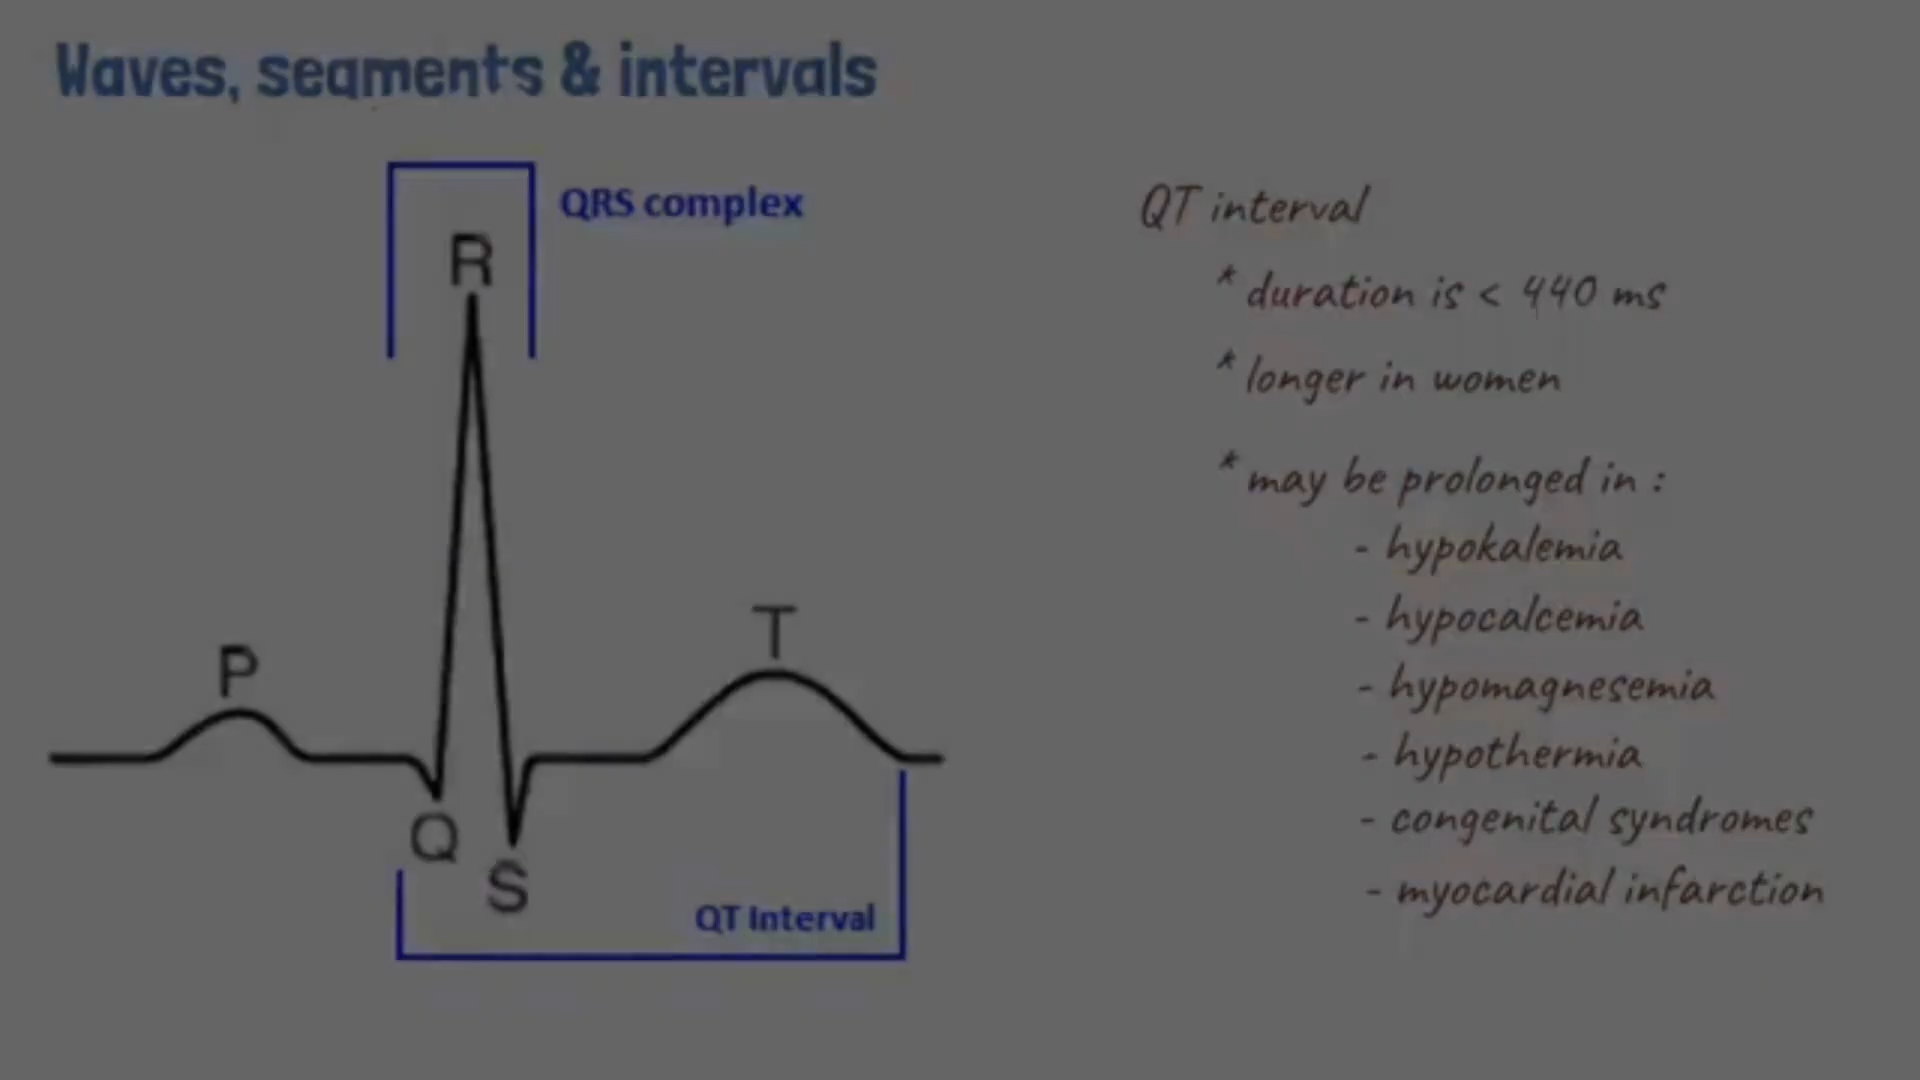 Waves, segments & intervals
QRS complex
R
P
T
Q
S
QT Interval
QT interval
* duration is < 440 ms
* longer in women
* may be prolonged in :
- hypokalemia
- hypocalcemia
- hypomagnesemia
- hypothermia
- congenital syndromes
- myocardial infarction